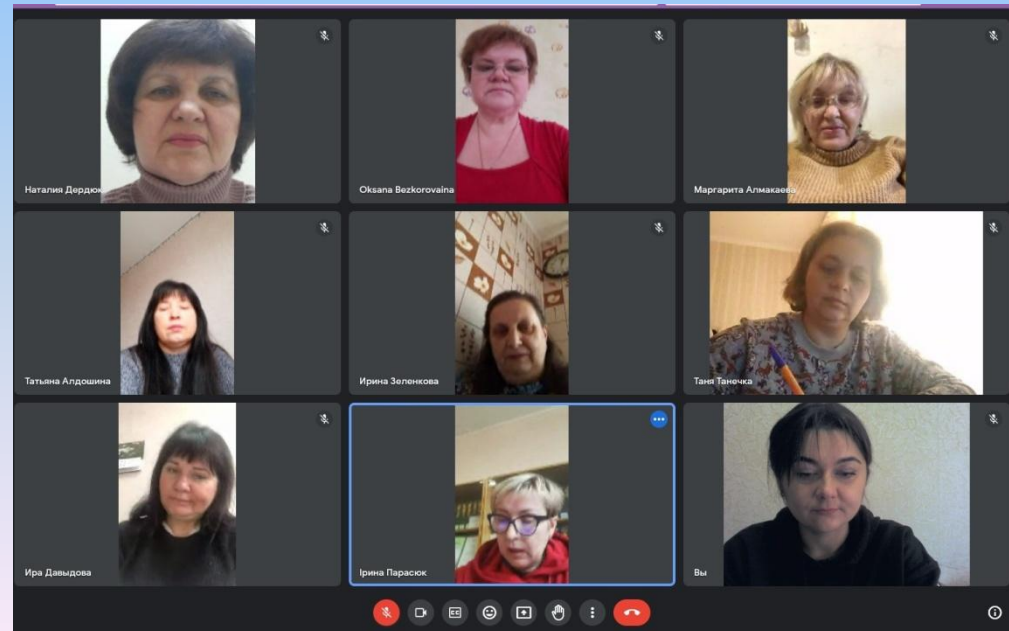 Наталия Дердюк
Oksana Bezkorovaina
Маргарита Алмакаева
Татьяна Алдошина
Ирина Зеленкова
Таня Танечка
Ира Давыдова
Ірина Парасюк
Вы